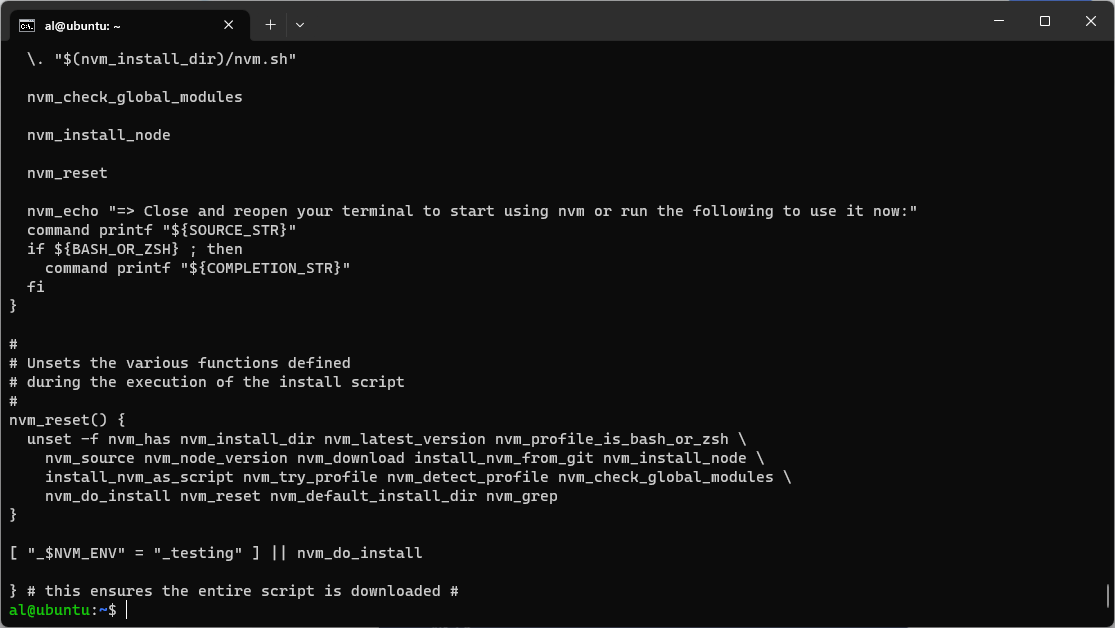 al@ubuntu: ~
\. "$(nvm_install_dir)/nvm.sh"
nvm_check_global_modules
nvm_install_node
nvm_reset
nvm_echo "=> Close and reopen your terminal to start using nvm or run the following to use it now:"
command printf "${SOURCE_STR}"
if ${BASH_OR_ZSH} ; then
command printf "${COMPLETION_STR}"
fi
}
#
# Unsets the various functions defined
# during the execution of the install script
#
nvm_reset() {
unset -f nvm_has nvm_install_dir nvm_latest_version nvm_profile_is_bash_or_zsh \
nvm_source nvm_node_version nvm_download install_nvm_from_git nvm_install_node \
install_nvm_as_script nvm_try_profile nvm_detect_profile nvm_check_global_modules \
nvm_do_install nvm_reset nvm_default_install_dir nvm_grep
}
[ "_$NVM_ENV" = "_testing" ] || nvm_do_install
} # this ensures the entire script is downloaded #
al@ubuntu:~$